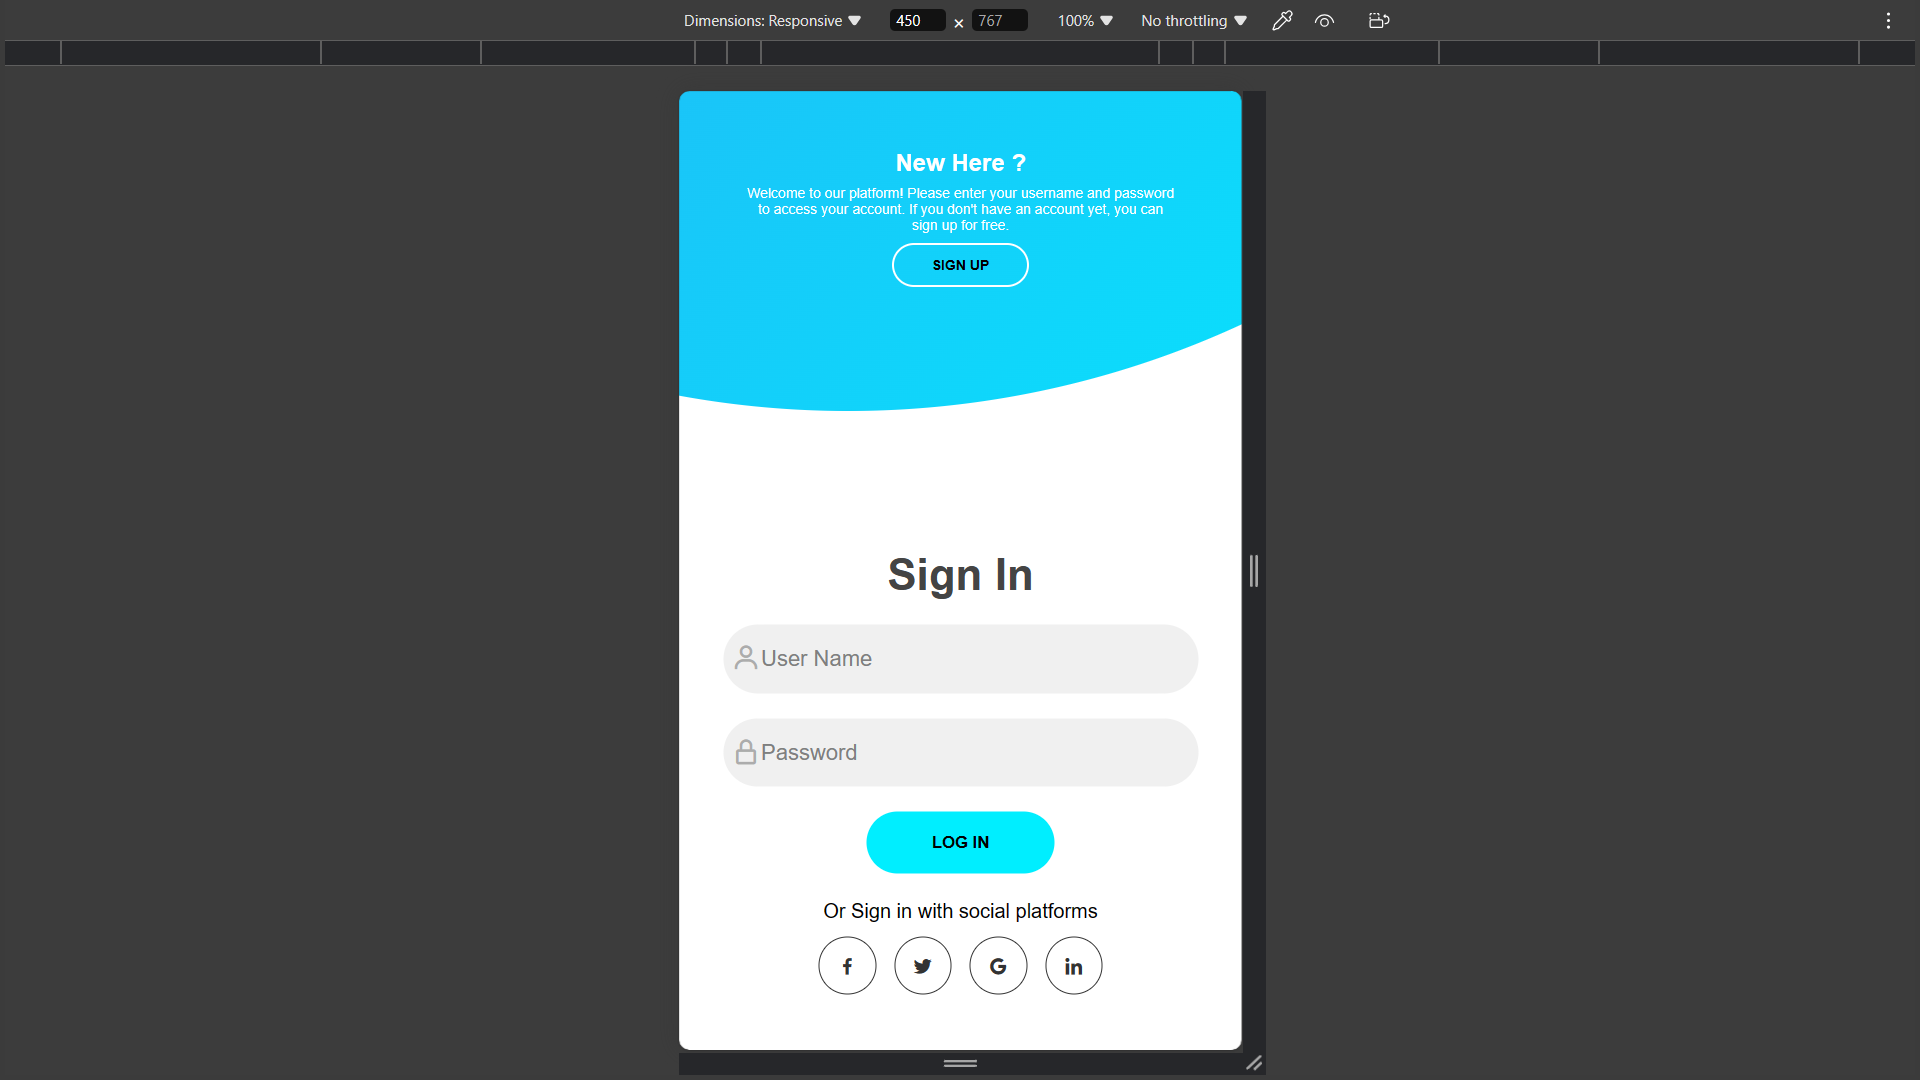 Dimensions: Responsive 450 × 767 100% No throttling
New Here ?
Welcome to our platform! Please enter your username and password
to access your account. If you don't have an account yet, you can
sign up for free.
SIGN UP
Sign In
User Name
Password
LOG IN
Or Sign in with social platforms